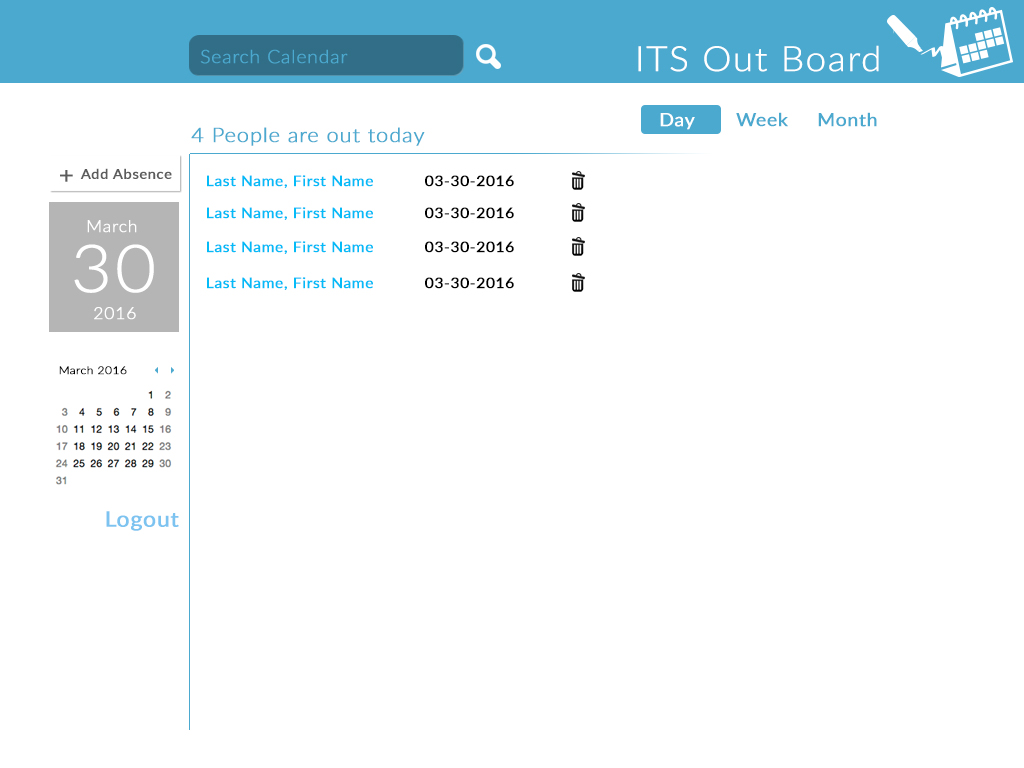 Search Calendar
ITS Out Board
Day Week Month
4 People are out today
+ Add Absence
Last Name, First Name 03-30-2016
Last Name, First Name 03-30-2016
Last Name, First Name 03-30-2016
Last Name, First Name 03-30-2016
March
30
2016
March 2016
1 2
3 4 5 6 7 8 9
10 11 12 13 14 15 16
17 18 19 20 21 22 23
24 25 26 27 28 29 30
31
Logout